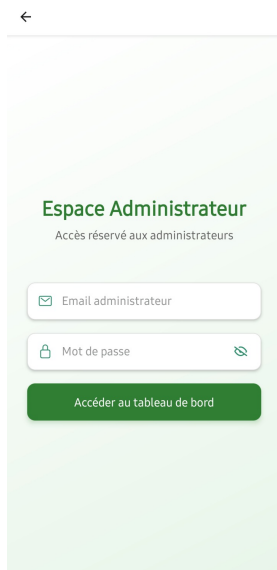 Espace Administrateur
Accès réservé aux administrateurs
Email administrateur
Mot de passe
Accéder au tableau de bord